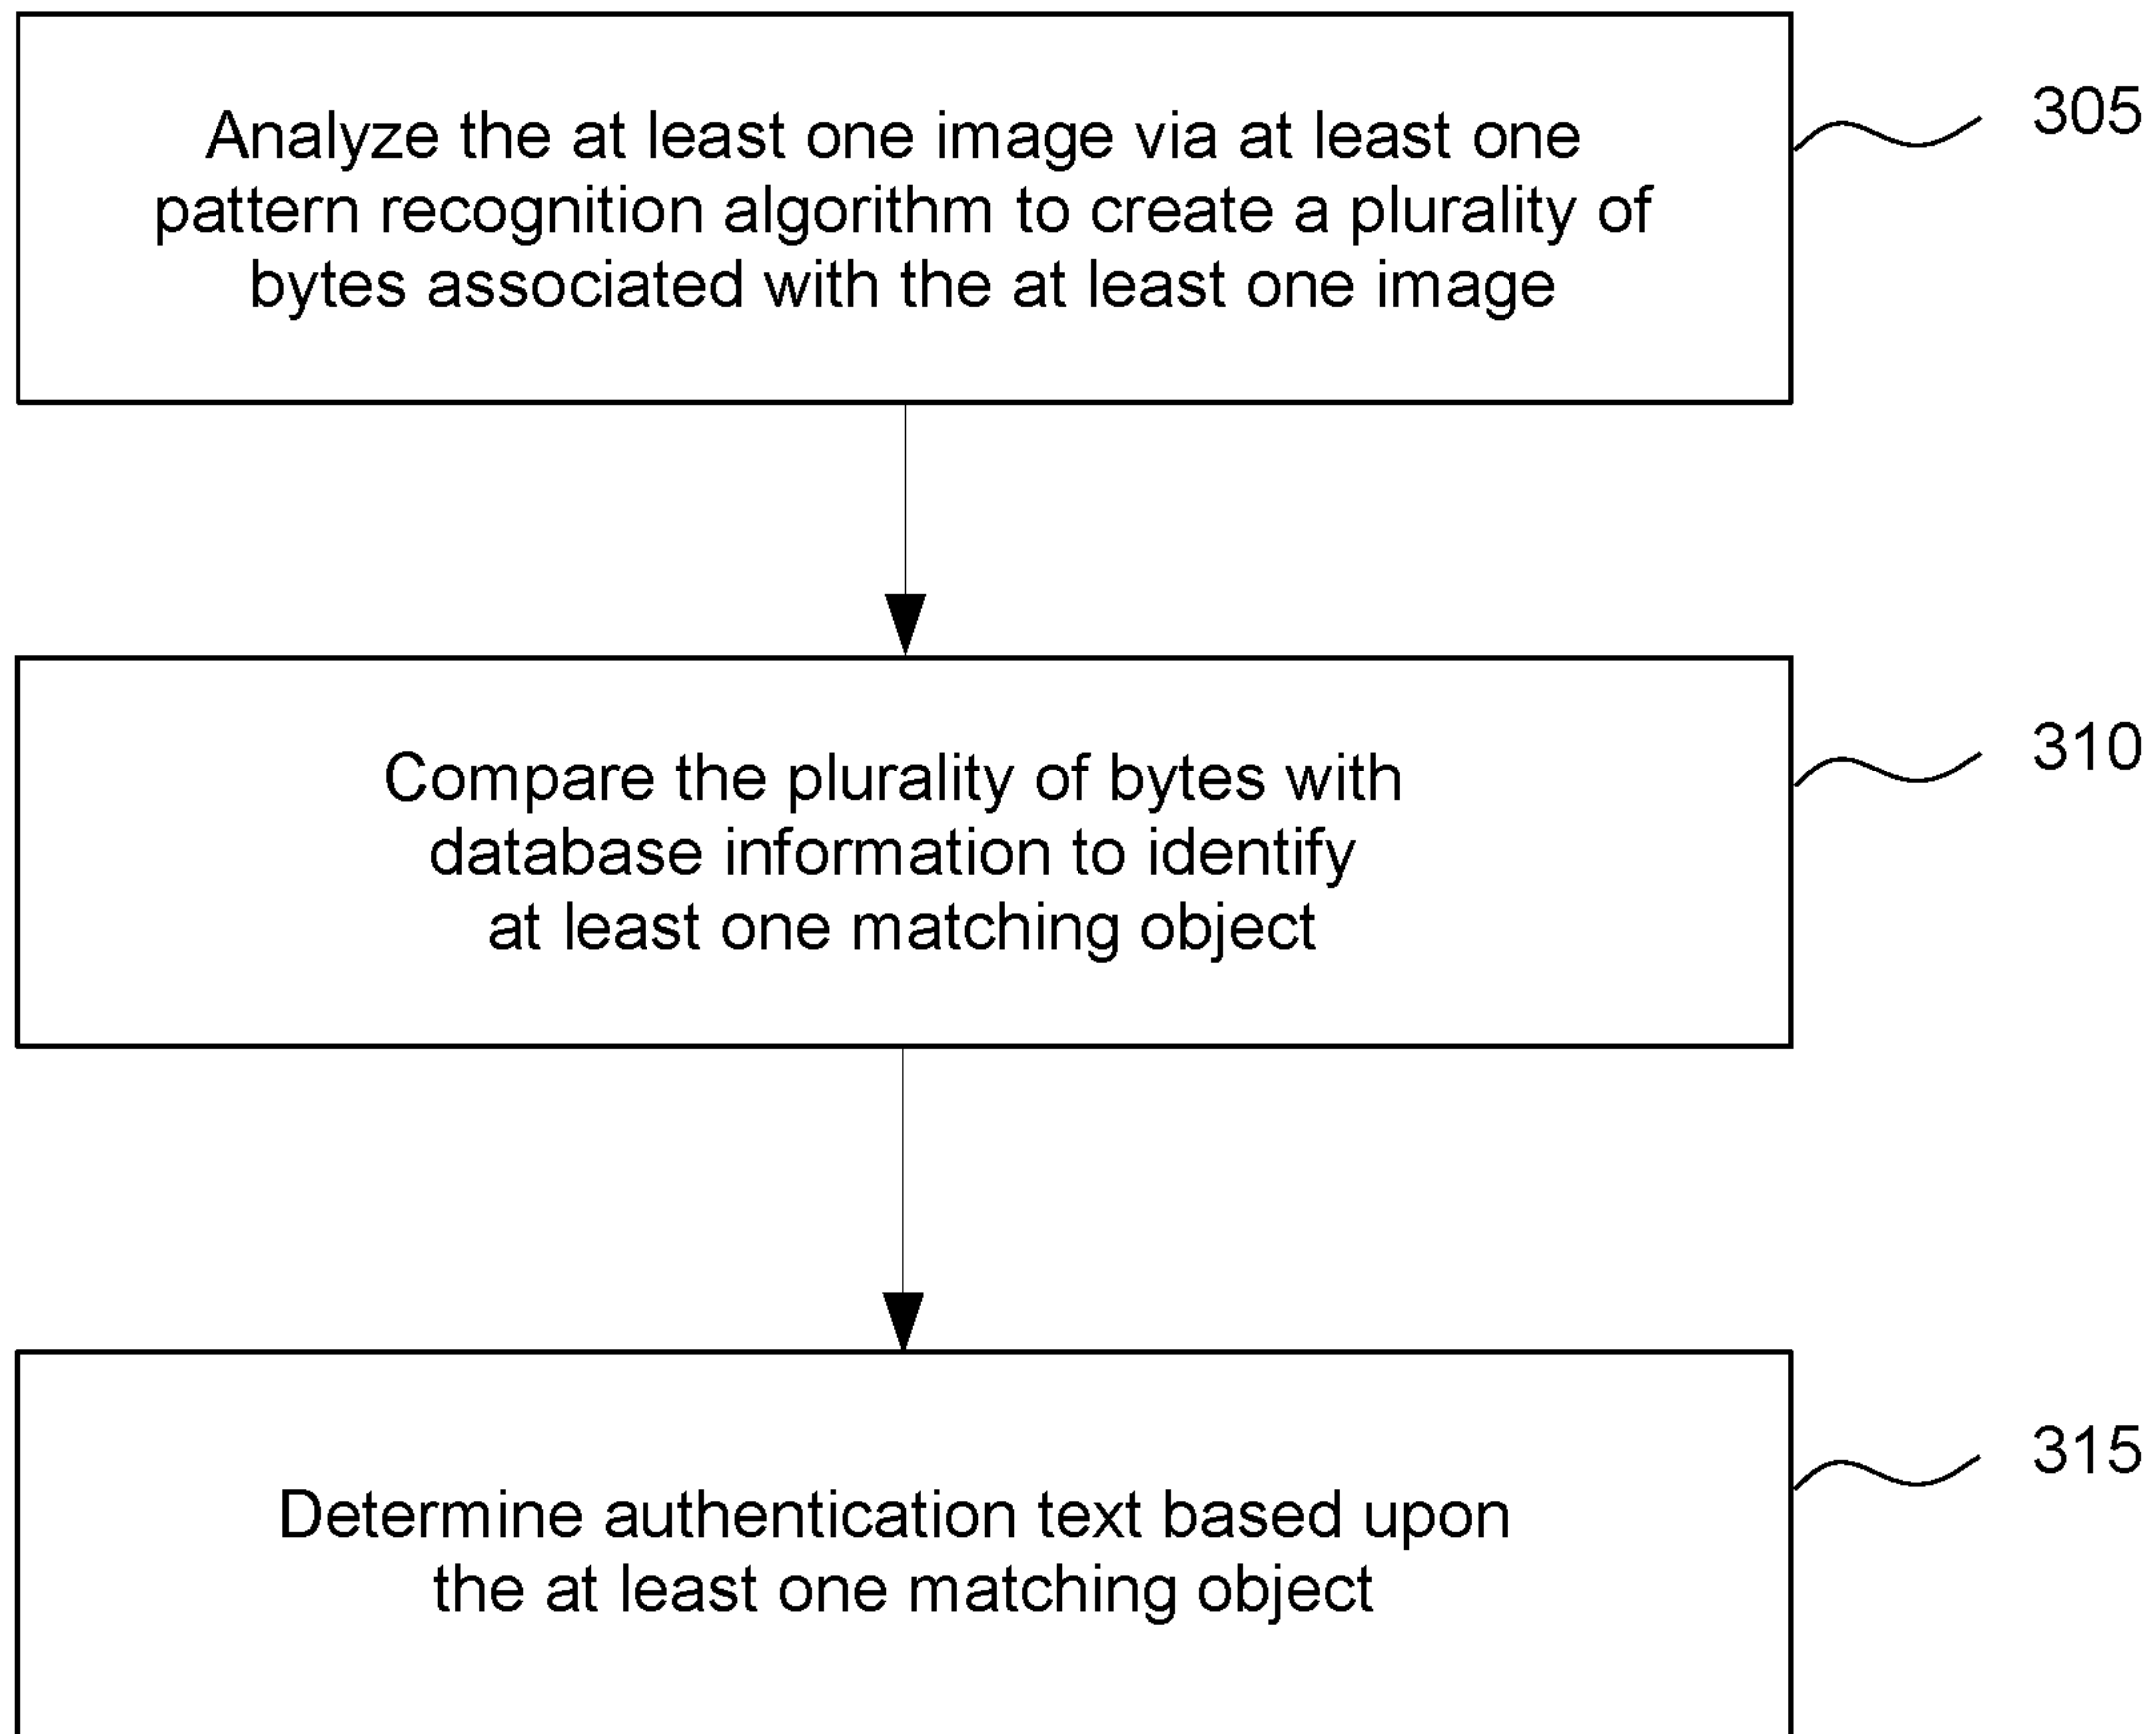 Analyze the at least one image via at least one
pattern recognition algorithm to create a plurality of
bytes associated with the at least one image
305
Compare the plurality of bytes with
database information to identify
at least one matching object
310
Determine authentication text based upon
the at least one matching object
315